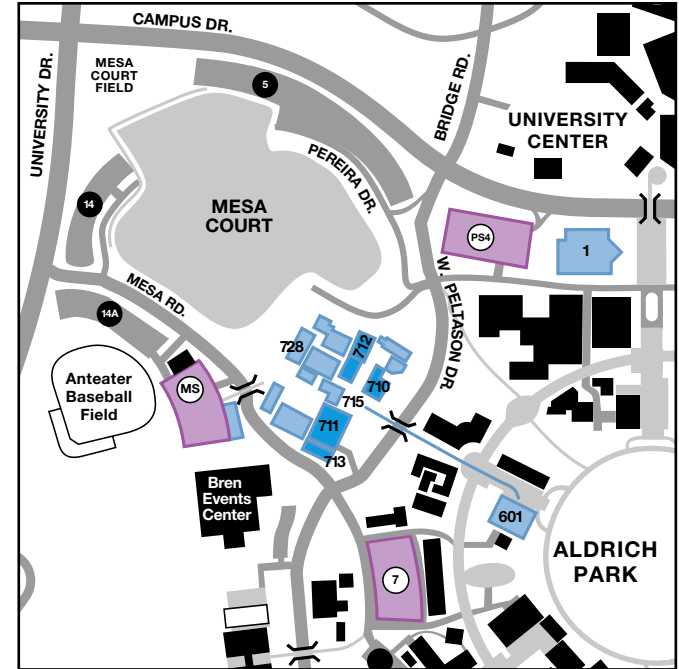 CAMPUS DR.
UNIVERSITY DR.
MESA
COURT
FIELD
5
BRIDGE RD.
UNIVERSITY
CENTER
PEREIRA DR.
14
MESA
COURT
PS4
1
W. PELTASON DR.
MESA RD.
14A
728
712
710
715
711
713
MS
Anteater
Baseball
Field
Bren
Events
Center
601
ALDRICH
PARK
7